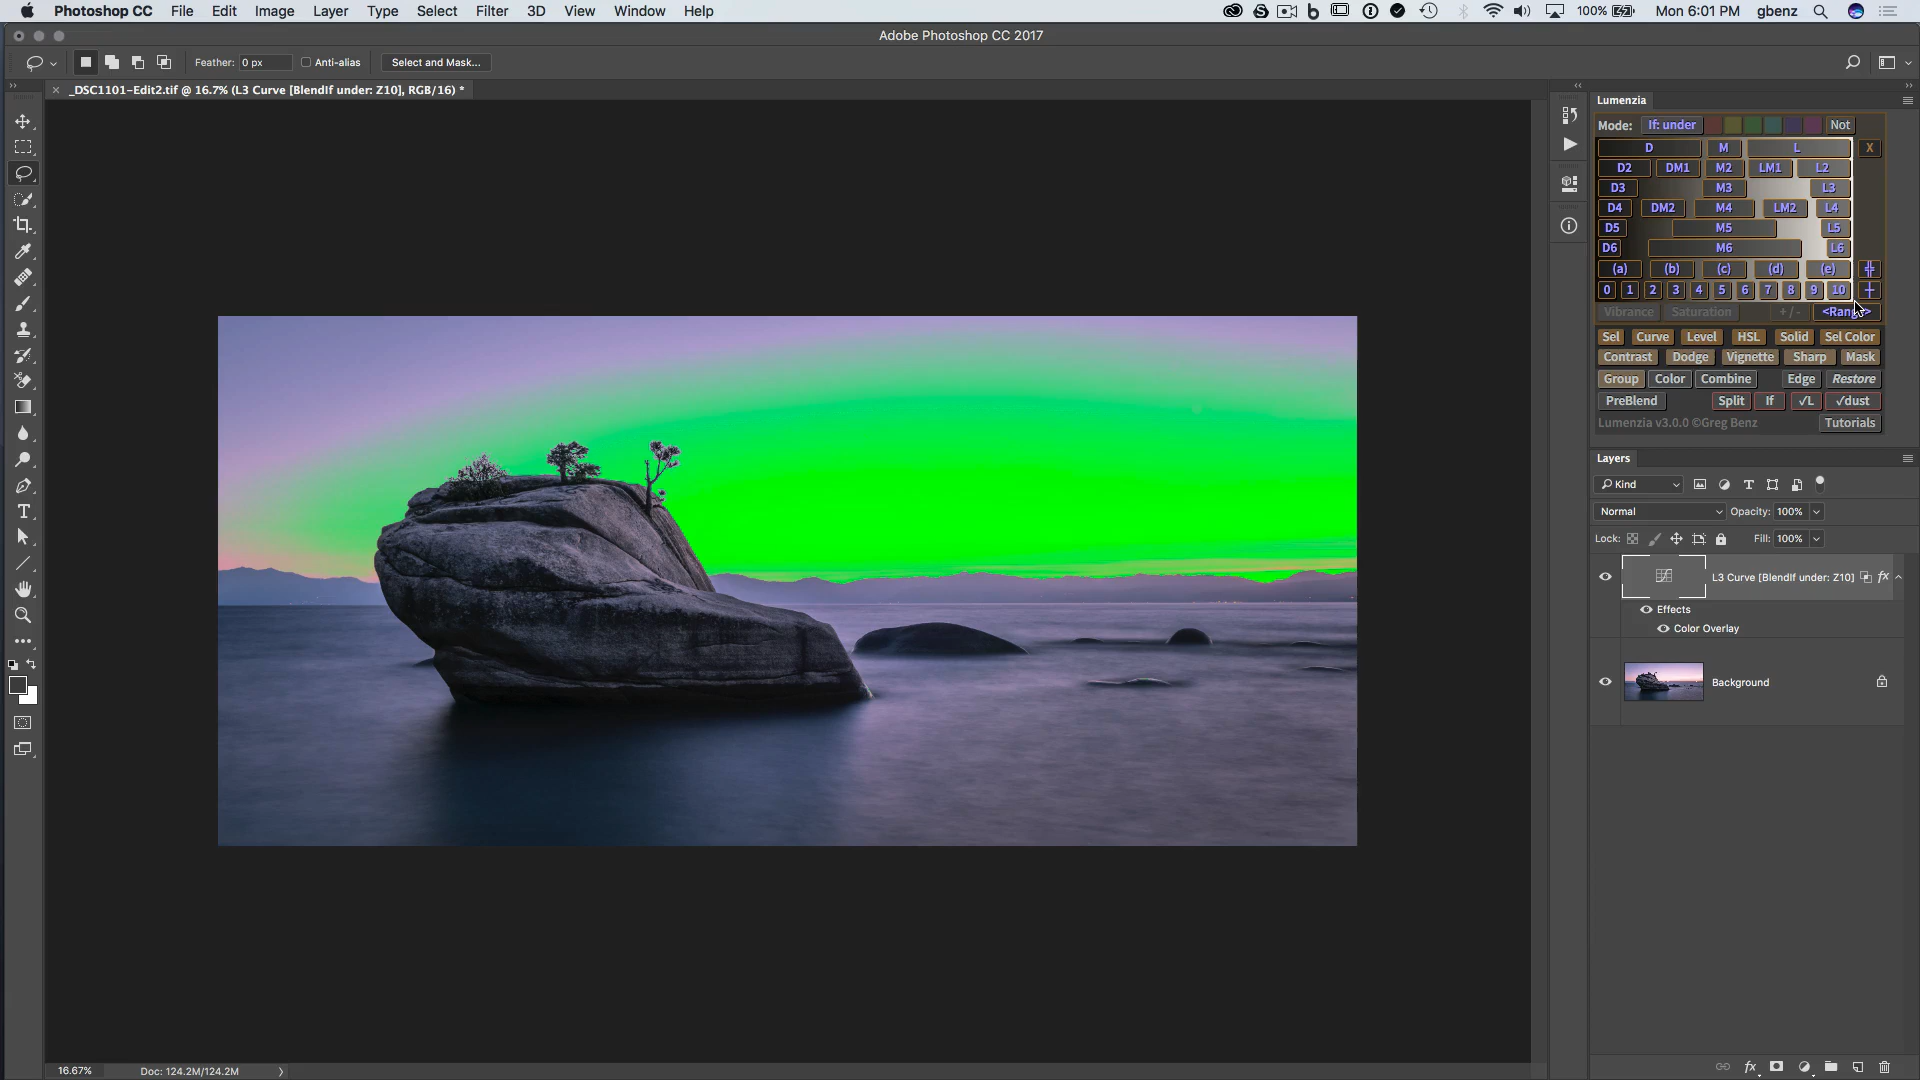 Photoshop CC File Edit Image Layer Type Select Filter 3D View Window Help 100% Mon 6:01 PM gbenz
Adobe Photoshop CC 2017
Feather: 0 px Anti-alias Select and Mask...
× _DSC1101-Edit2.tif @ 16.7% (L3 Curve [BlendIf under: Z10], RGB/16) *
Lumenzia
Mode: If: under Not
D M L X
D2 DM1 M2 LM1 L2
D3 M3 L3
D4 DM2 M4 LM2 L4
D5 M5 L5
D6 M6 L6
(a) (b) (c) (d) (e)
0 1 2 3 4 5 6 7 8 9 10
Vibrance Saturation +/-
Sel Curve Level HSL Solid Sel Color
Contrast Dodge Vignette Sharp Mask
Group Color Combine Edge Restore
PreBlend Split If √L √dust
Lumenzia v3.0.0 ©Greg Benz Tutorials
Layers
Kind
Normal Opacity: 100%
Lock: Fill: 100%
L3 Curve [BlendIf under: Z10] fx
Effects
Color Overlay
Background
16.67% Doc: 124.2M/124.2M
fx